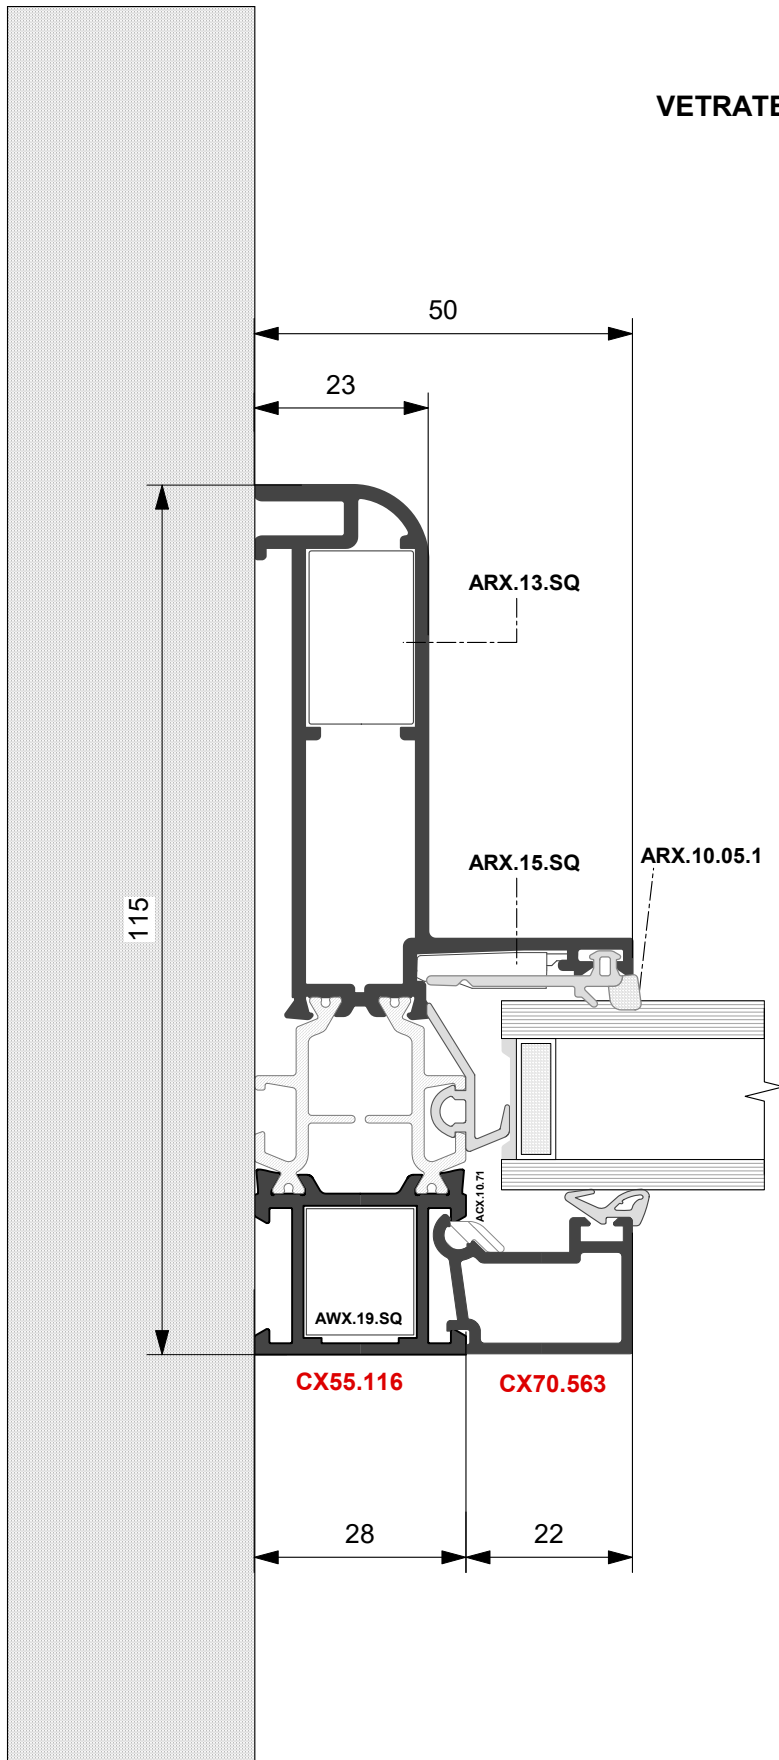 VETRATE
50
23
ARX.13.SQ
ARX.15.SQ
ARX.10.05.1
115
ACX.10.71
AWX.19.SQ
CX55.116
CX70.563
28
22